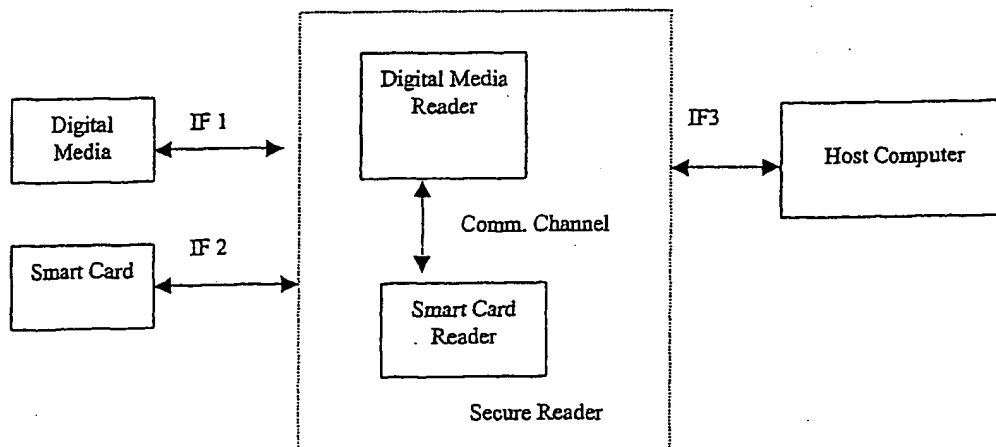 Digital Media
Reader
Digital
Media
IF 1
IF3
Host Computer
Comm. Channel
Smart Card
IF 2
Smart Card
Reader
Secure Reader